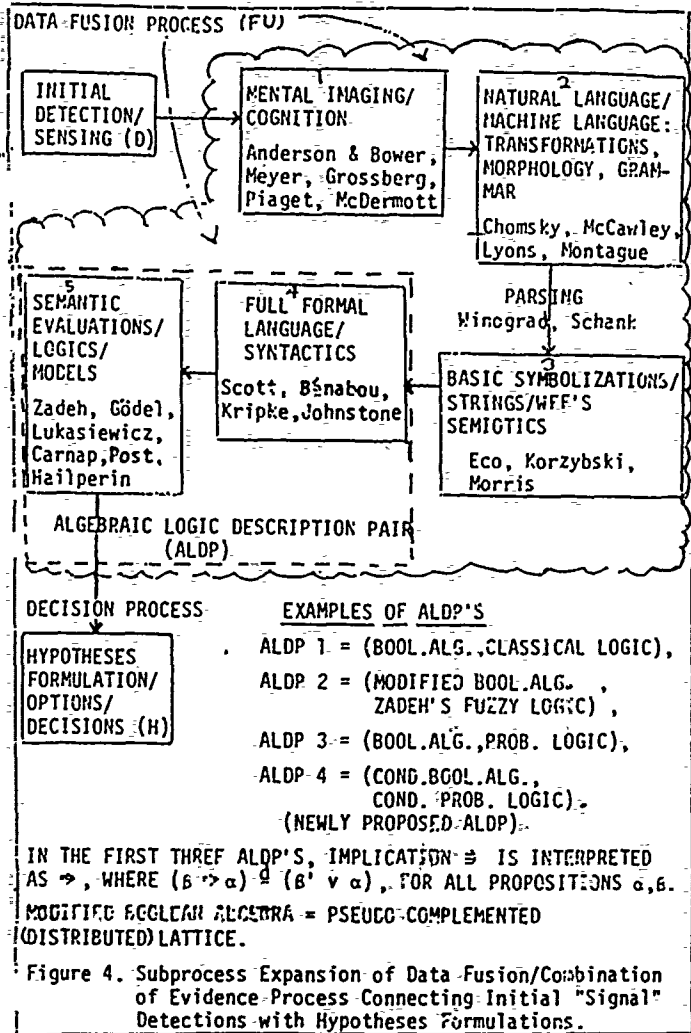 DATA FUSION PROCESS (FU)
INITIAL
DETECTION/
SENSING (D)
1
MENTAL IMAGING/
COGNITION
Anderson & Bower,
Meyer, Grossberg,
Piaget, McDermott
2
NATURAL LANGUAGE/
MACHINE LANGUAGE:
TRANSFORMATIONS,
MORPHOLOGY, GRAM-
MAR
Chomsky, McCawley,
Lyons, Montague
PARSING
Winograd, Schank
3
BASIC SYMBOLIZATIONS/
STRINGS/WFF'S
SEMIOTICS
Eco, Korzybski,
Morris
4
FULL FORMAL
LANGUAGE/
SYNTACTICS
Scott, Bénabou,
Kripke,Johnstone
5
SEMANTIC
EVALUATIONS/
LOGICS/
MODELS
Zadeh, Gödel,
Lukasiewicz,
Carnap,Post,
Hailperin
ALGEBRAIC LOGIC DESCRIPTION PAIR
(ALDP)
DECISION PROCESS
HYPOTHESES
FORMULATION/
OPTIONS/
DECISIONS (H)
EXAMPLES OF ALDP'S
ALDP 1 = (BOOL.ALG.,CLASSICAL LOGIC),
ALDP 2 = (MODIFIED BOOL.ALG. ,
ZADEH'S FUZZY LOGIC) ,
ALDP 3 = (BOOL.ALG.,PROB. LOGIC),
ALDP 4 = (COND.BOOL.ALG.,
COND. PROB. LOGIC).
(NEWLY PROPOSED ALDP).
IN THE FIRST THREE ALDP'S, IMPLICATION ⇒ IS INTERPRETED
AS ⇒, WHERE (β ⇒ α) d= (β' ∨ α), FOR ALL PROPOSITIONS α,β.
MODIFIED BOOLEAN ALGEBRA = PSEUDO-COMPLEMENTED
(DISTRIBUTED) LATTICE.
Figure 4. Subprocess Expansion of Data Fusion/Combination
of Evidence Process Connecting Initial "Signal"
Detections with Hypotheses Formulations.